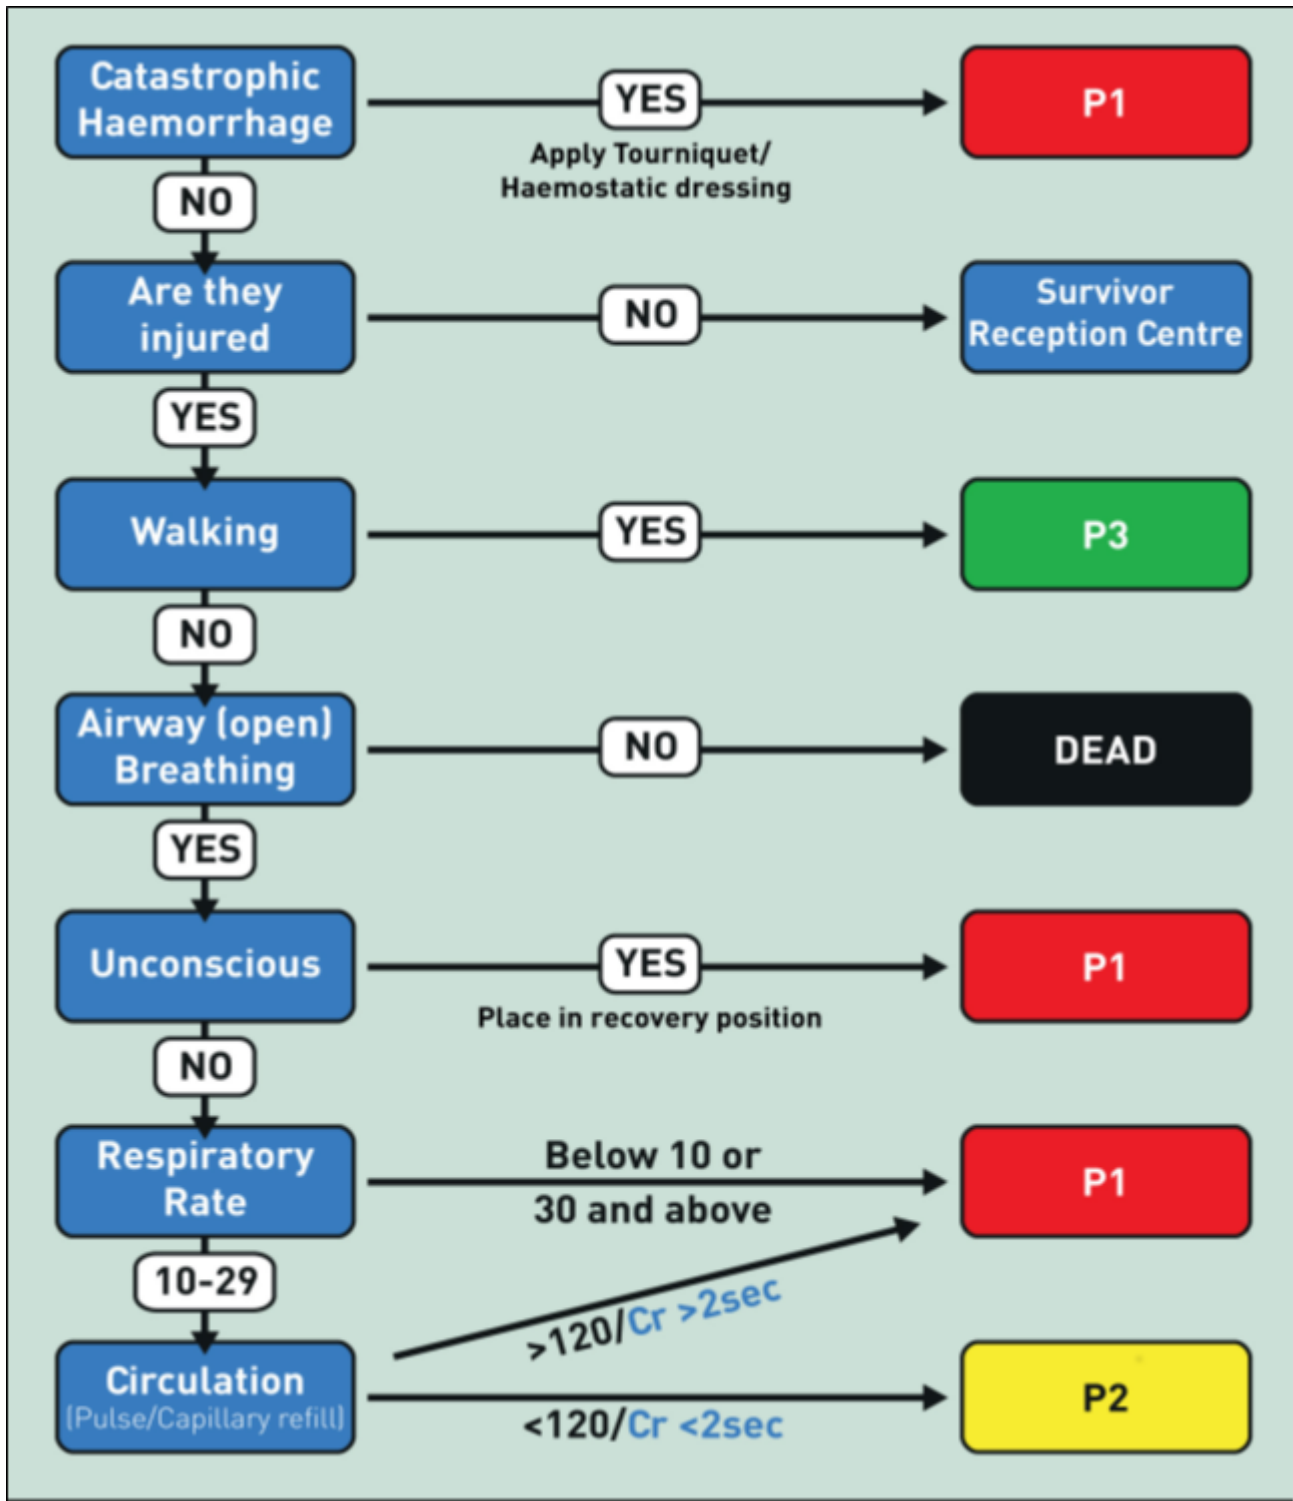 Catastrophic
Haemorrhage
YES
P1
Apply Tourniquet/
Haemostatic dressing
NO
Are they
injured
NO
Survivor
Reception Centre
YES
Walking
YES
P3
NO
Airway (open)
Breathing
NO
DEAD
YES
Unconscious
YES
P1
Place in recovery position
NO
Respiratory
Rate
Below 10 or
30 and above
P1
10-29
>120/Cr >2sec
Circulation
(Pulse/Capillary refill)
<120/Cr <2sec
P2